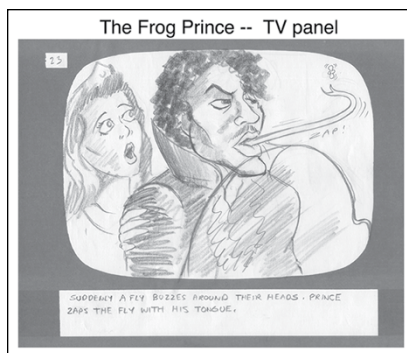 The Frog Prince -- TV panel
23
ZAP!
SUDDENLY A FLY BUZZES AROUND THEIR HEADS. PRINCE
ZAPS THE FLY WITH HIS TONGUE.